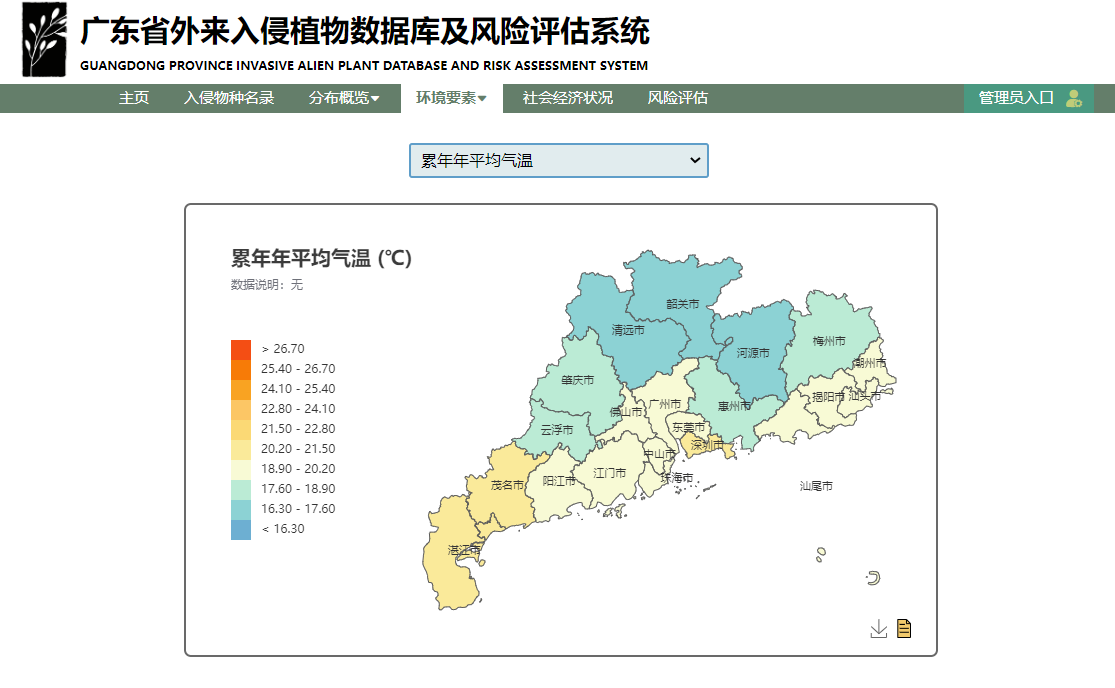 广东省外来入侵植物数据库及风险评估系统
GUANGDONG PROVINCE INVASIVE ALIEN PLANT DATABASE AND RISK ASSESSMENT SYSTEM
主页 入侵物种名录 分布概览▾ 环境要素▾ 社会经济状况 风险评估 管理员入口
累年年平均气温
累年年平均气温 (℃)
数据说明：无
> 26.70
25.40 - 26.70
24.10 - 25.40
22.80 - 24.10
21.50 - 22.80
20.20 - 21.50
18.90 - 20.20
17.60 - 18.90
16.30 - 17.60
< 16.30
韶关市
清远市
河源市
梅州市
潮州市
肇庆市
揭阳市
汕头市
广州市
惠州市
佛山市
云浮市
东莞市
深圳市
中山市
江门市
珠海市
阳江市
茂名市
汕尾市
湛江市